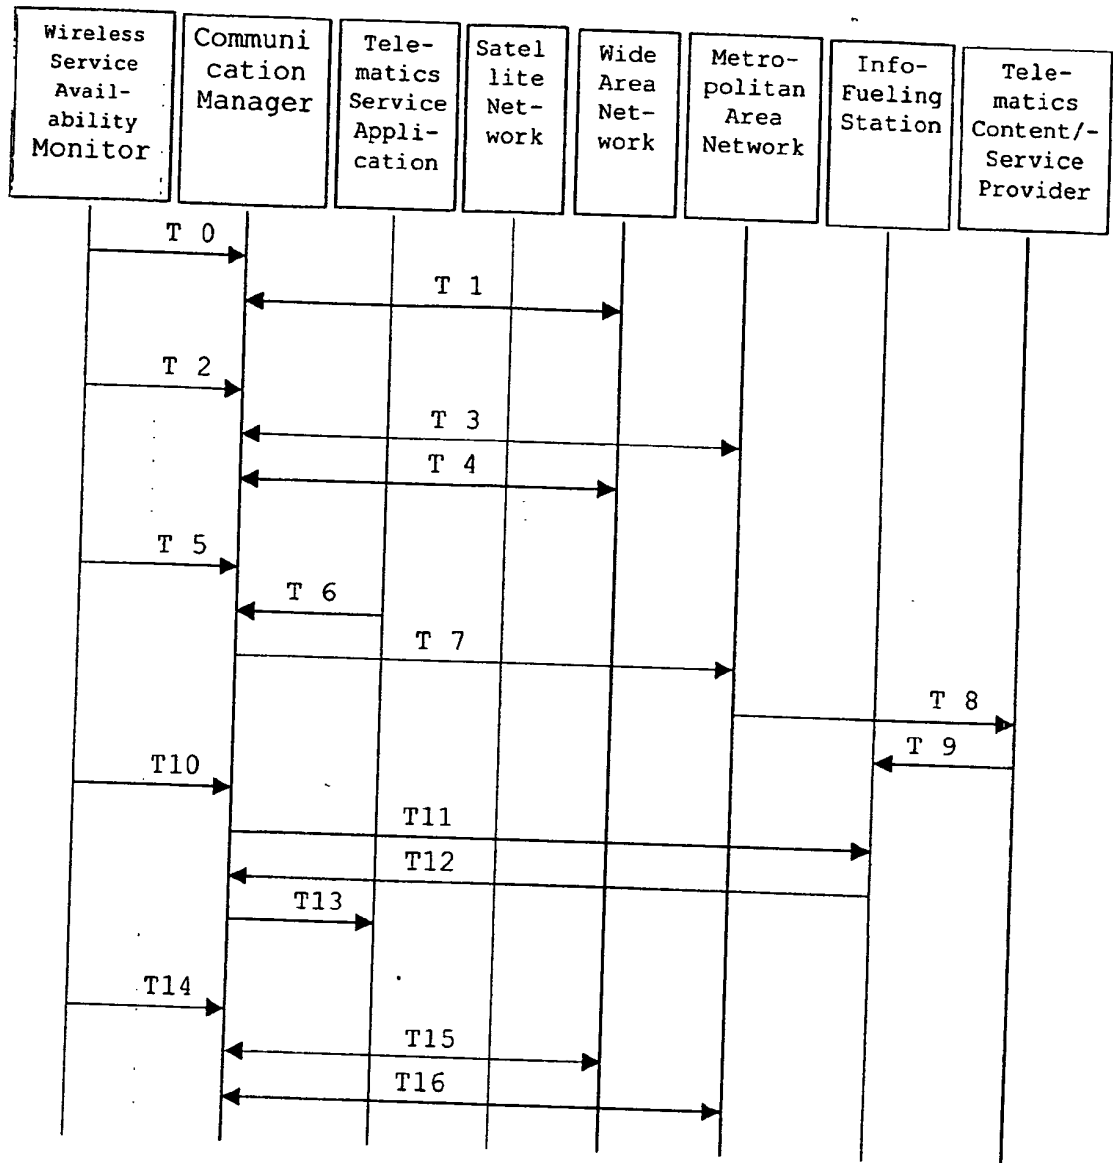 Wireless
Service
Avail-
ability
Monitor
Communi
cation
Manager
Tele-
matics
Service
Appli-
cation
Satel
lite
Net-
work
Wide
Area
Net-
work
Metro-
politan
Area
Network
Info-
Fueling
Station
Tele-
matics
Content/-
Service
Provider
T 0
T 1
T 2
T 3
T 4
T 5
T 6
T 7
T 8
T 9
T10
T11
T12
T13
T14
T15
T16